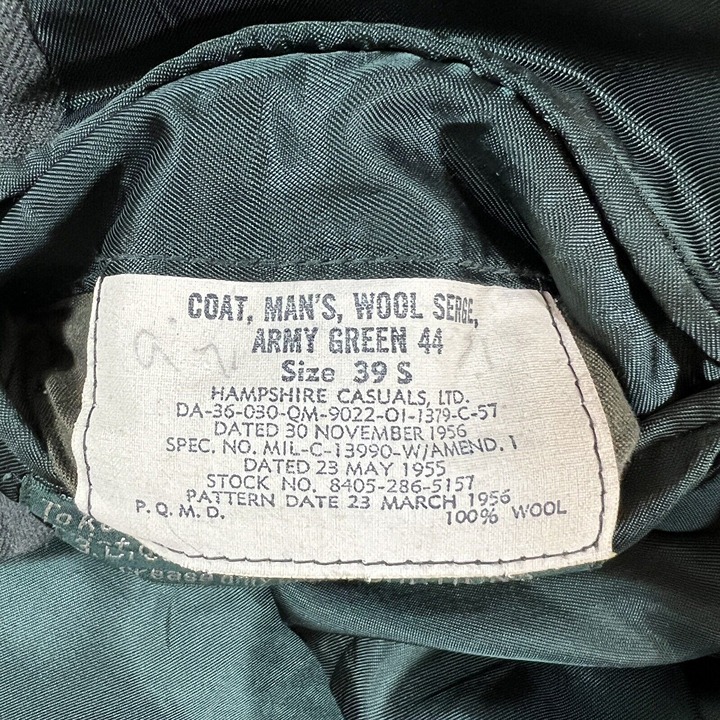 COAT, MAN'S, WOOL SERGE,
ARMY GREEN 44
Size 39 S
HAMPSHIRE CASUALS, LTD.
DA-36-030-QM-9022-OI-1379-C-57
DATED 30 NOVEMBER 1956
SPEC. NO. MIL-C-13990-W/AMEND. 1
DATED 23 MAY 1955
STOCK NO. 8405-286-5157
PATTERN DATE 23 MARCH 1956
P. Q. M. D. 100% WOOL
To